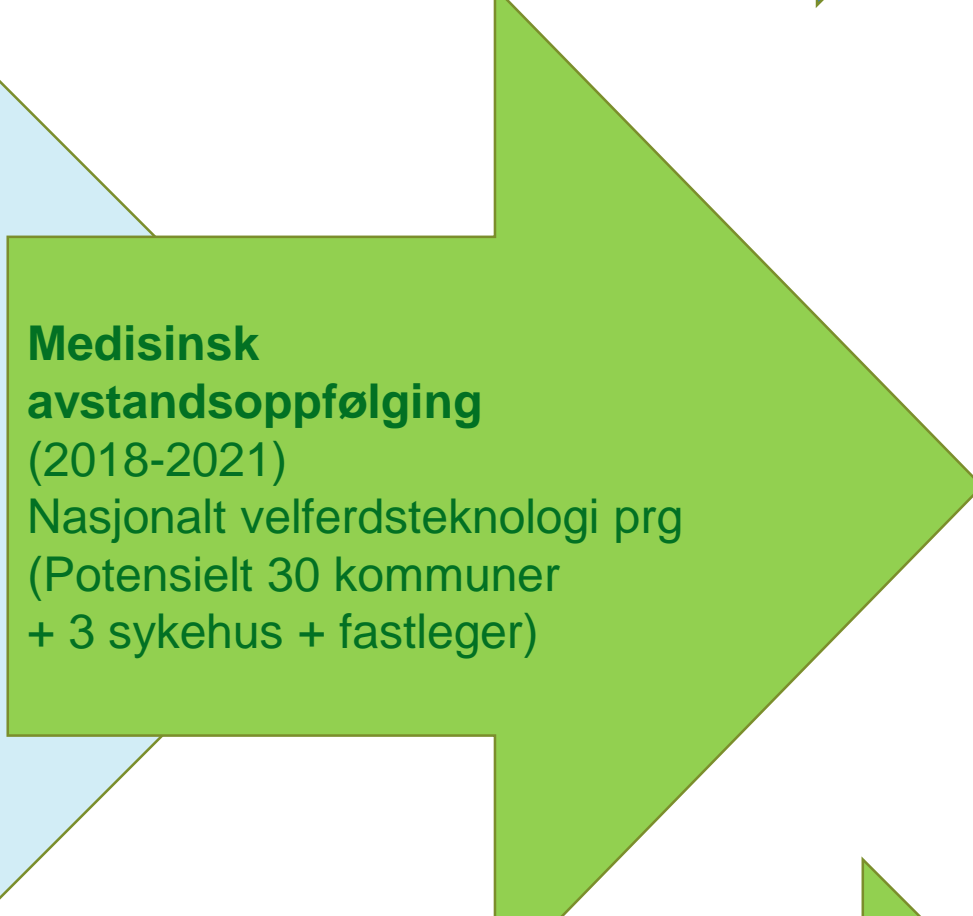 Medisinsk
avstandsoppfølging
(2018-2021)
Nasjonalt velferdsteknologi prg
(Potensielt 30 kommuner
+ 3 sykehus + fastleger)